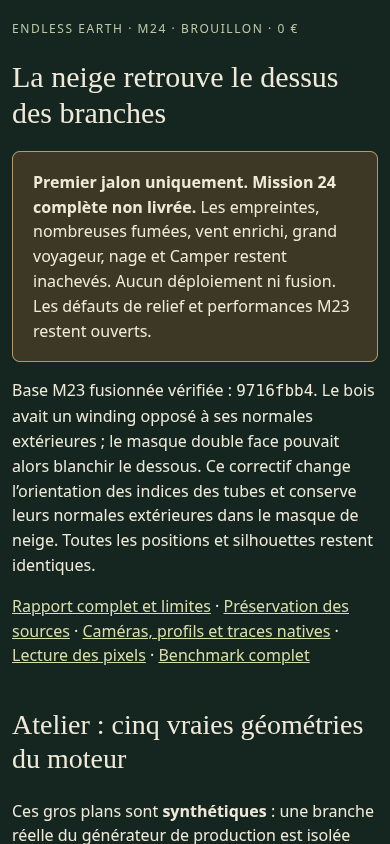 ENDLESS EARTH · M24 · BROUILLON · 0 €
La neige retrouve le dessus
des branches
Premier jalon uniquement. Mission 24
complète non livrée. Les empreintes,
nombreuses fumées, vent enrichi, grand
voyageur, nage et Camper restent
inachevés. Aucun déploiement ni fusion.
Les défauts de relief et performances M23
restent ouverts.
Base M23 fusionnée vérifiée : 9716fbb4. Le bois
avait un winding opposé à ses normales
extérieures ; le masque double face pouvait
alors blanchir le dessous. Ce correctif change
l’orientation des indices des tubes et conserve
leurs normales extérieures dans le masque de
neige. Toutes les positions et silhouettes restent
identiques.
Rapport complet et limites · Préservation des
sources · Caméras, profils et traces natives ·
Lecture des pixels · Benchmark complet
Atelier : cinq vraies géométries
du moteur
Ces gros plans sont synthétiques : une branche
réelle du générateur de production est isolée